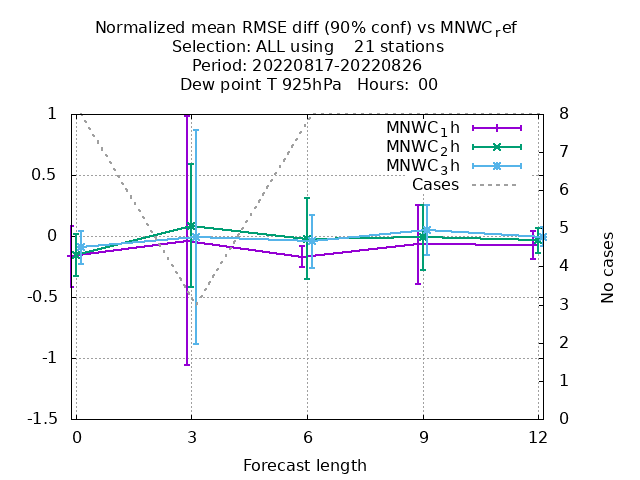 Normalized mean RMSE diff (90% conf) vs MNWC_ref
Selection: ALL using    21 stations
Period: 20220817-20220826
Dew point T 925hPa   Hours:  00
MNWC_1h
MNWC_2h
MNWC_3h
Cases
1
0.5
0
-0.5
-1
-1.5
8
7
6
5
4
3
2
1
0
No cases
0 3 6 9 12
Forecast length